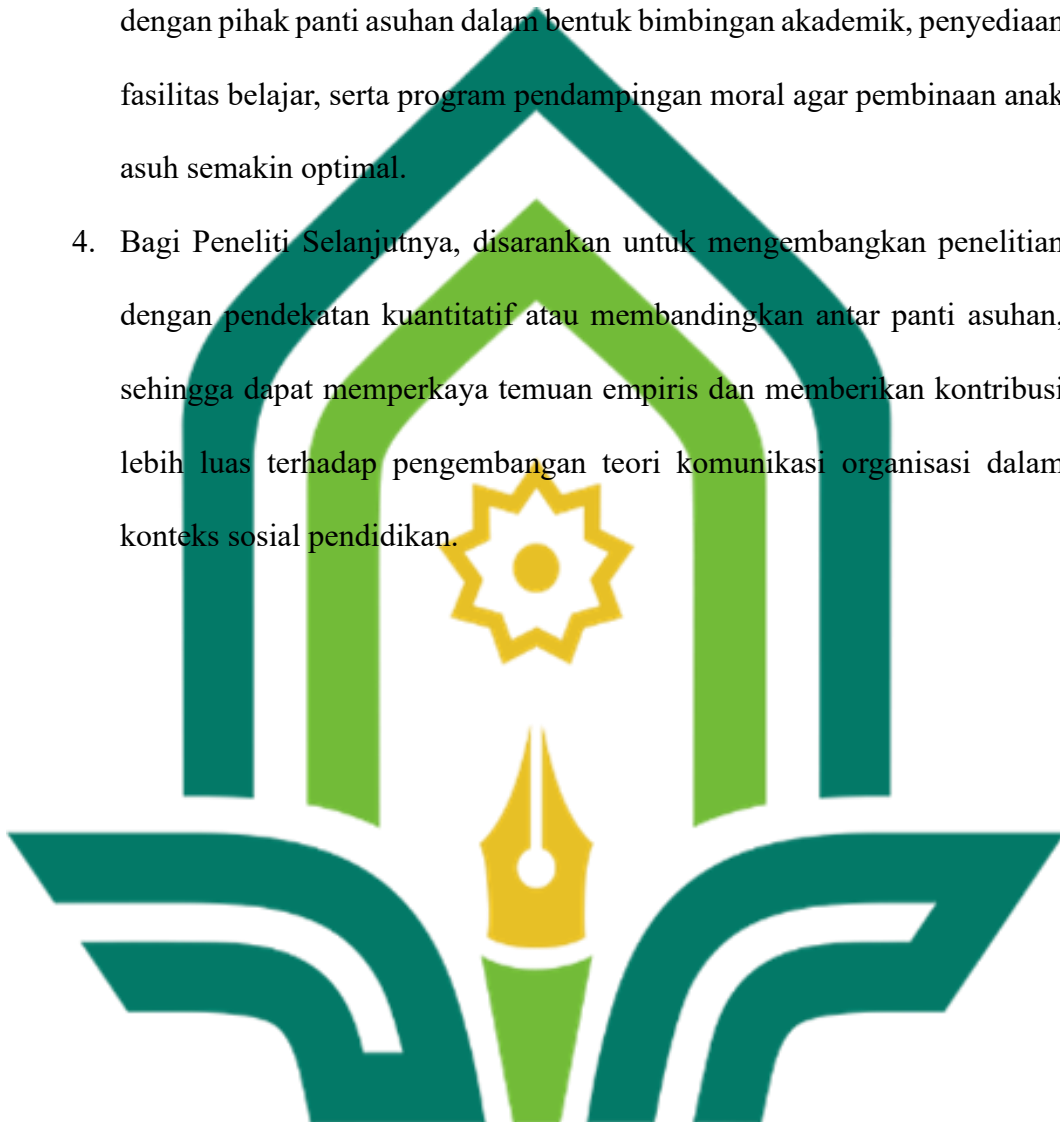 dengan pihak panti asuhan dalam bentuk bimbingan akademik, penyediaan
fasilitas belajar, serta program pendampingan moral agar pembinaan anak
asuh semakin optimal.
4. Bagi Peneliti Selanjutnya, disarankan untuk mengembangkan penelitian
dengan pendekatan kuantitatif atau membandingkan antar panti asuhan,
sehingga dapat memperkaya temuan empiris dan memberikan kontribusi
lebih luas terhadap pengembangan teori komunikasi organisasi dalam
konteks sosial pendidikan.